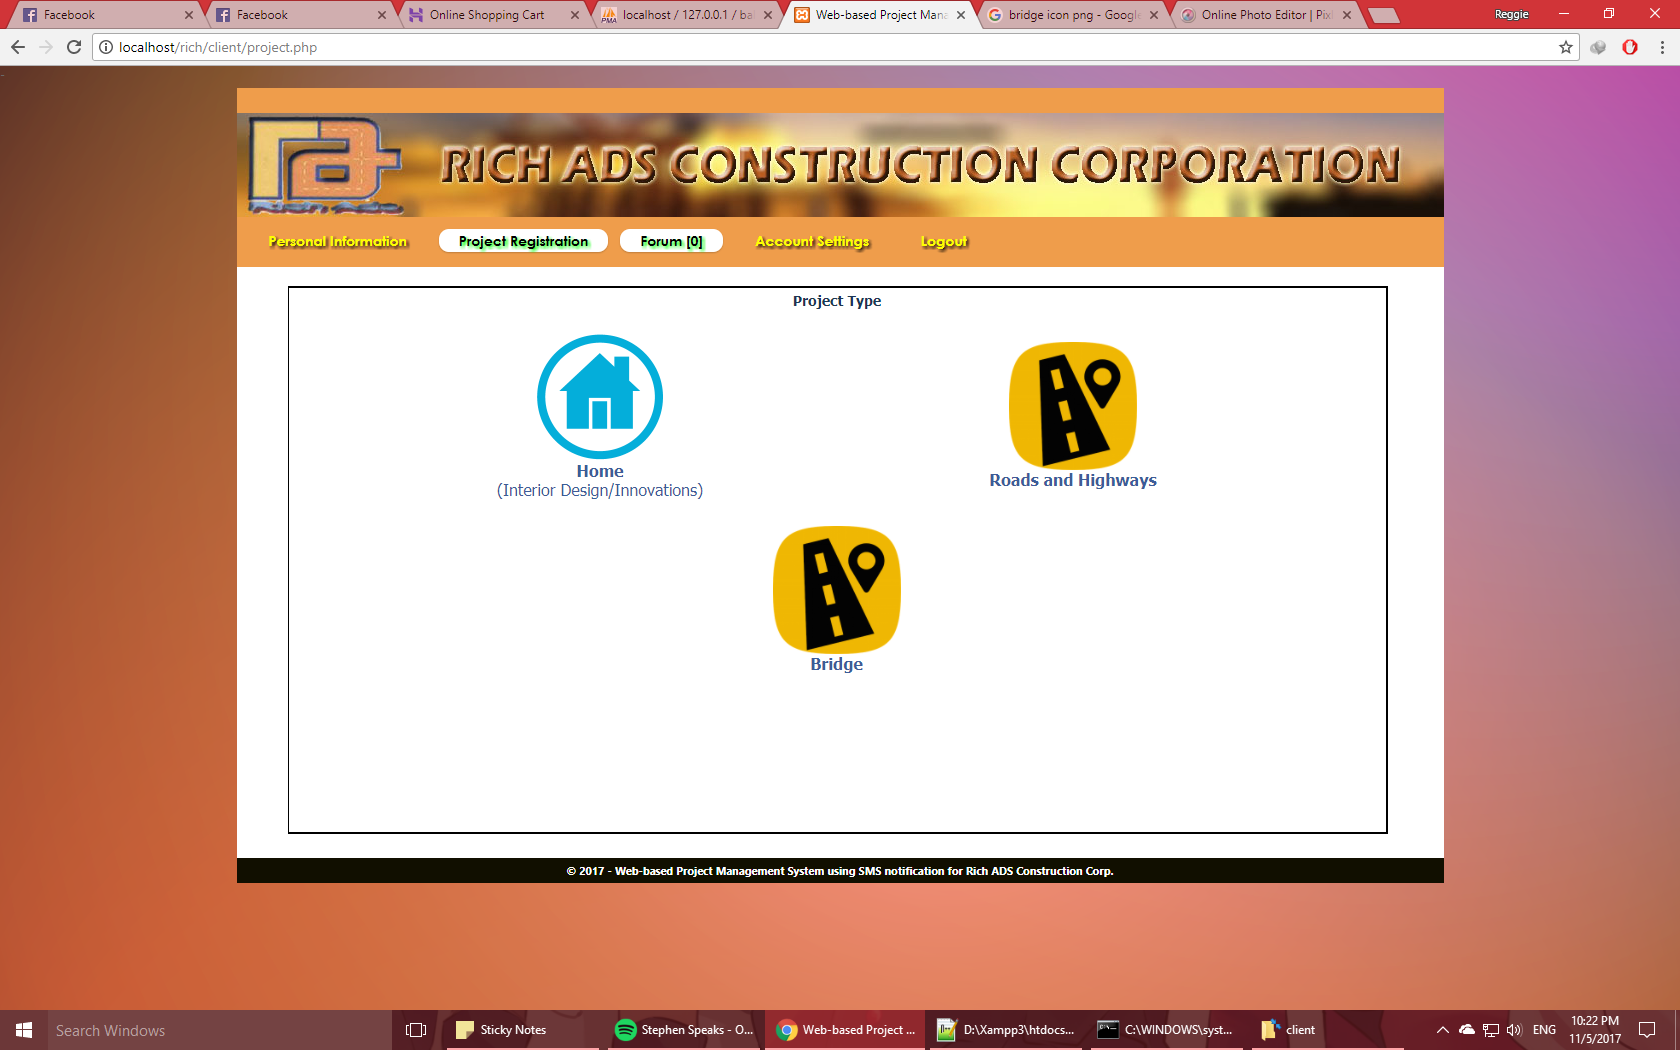 Facebook
Facebook
Online Shopping Cart
localhost / 127.0.0.1 / ba
Web-based Project Mana
bridge icon png - Google
Online Photo Editor | Pixl
Reggie
localhost/rich/client/project.php
RICH ADS CONSTRUCTION CORPORATION
Personal Information
Project Registration
Forum [0]
Account Settings
Logout
Project Type
Home
(Interior Design/Innovations)
Roads and Highways
Bridge
© 2017 - Web-based Project Management System using SMS notification for Rich ADS Construction Corp.
Search Windows
Sticky Notes
Stephen Speaks - O...
Web-based Project ...
D:\Xampp3\htdocs...
C:\WINDOWS\syst...
client
ENG
10:22 PM
11/5/2017